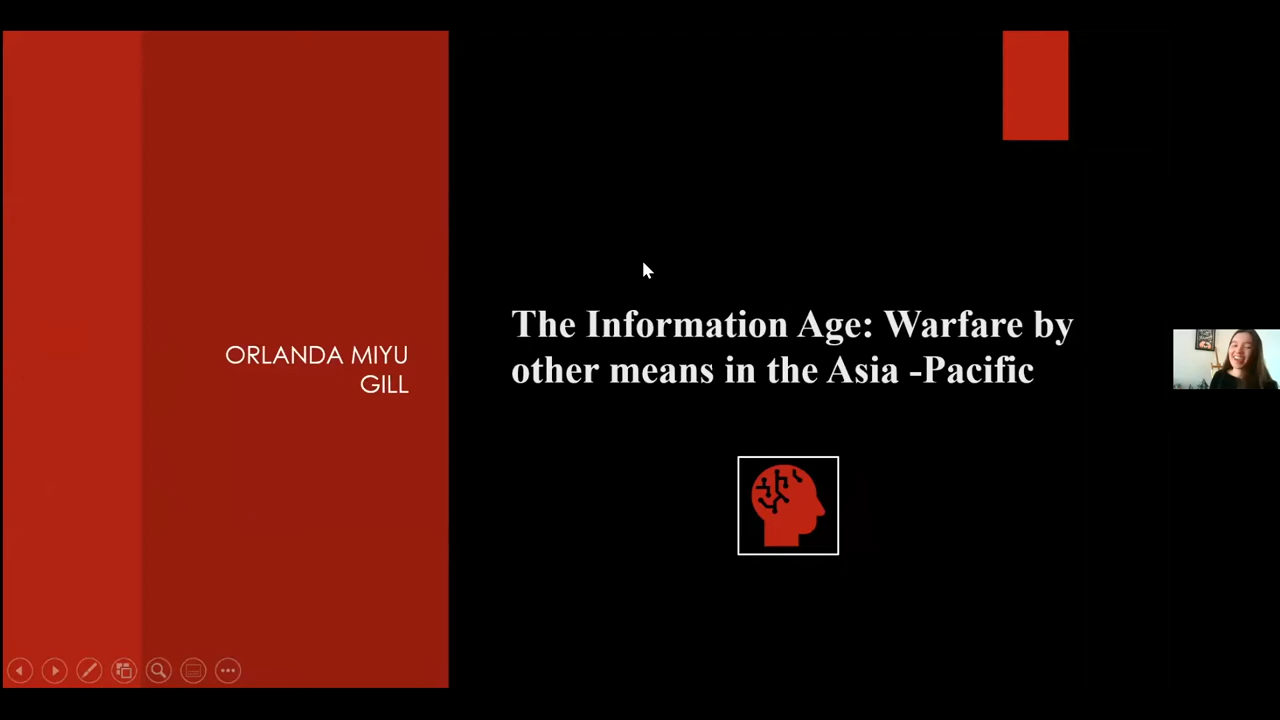 ORLANDA MIYU
GILL
The Information Age: Warfare by
other means in the Asia -Pacific